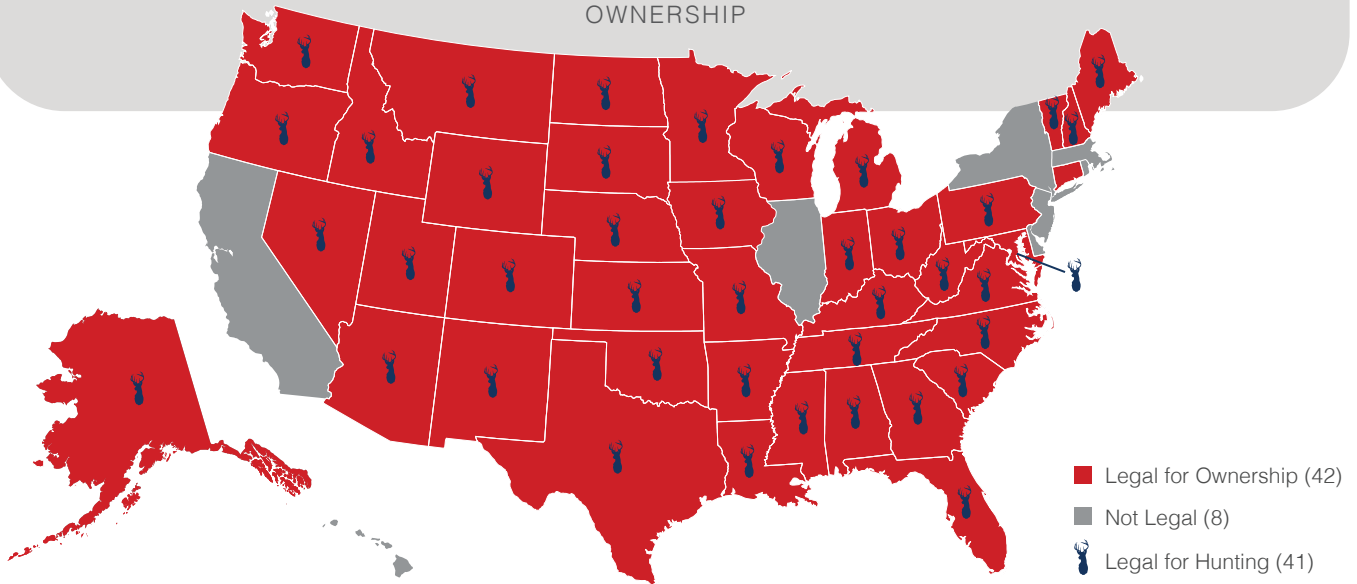 OWNERSHIP
Legal for Ownership (42)
Not Legal (8)
Legal for Hunting (41)